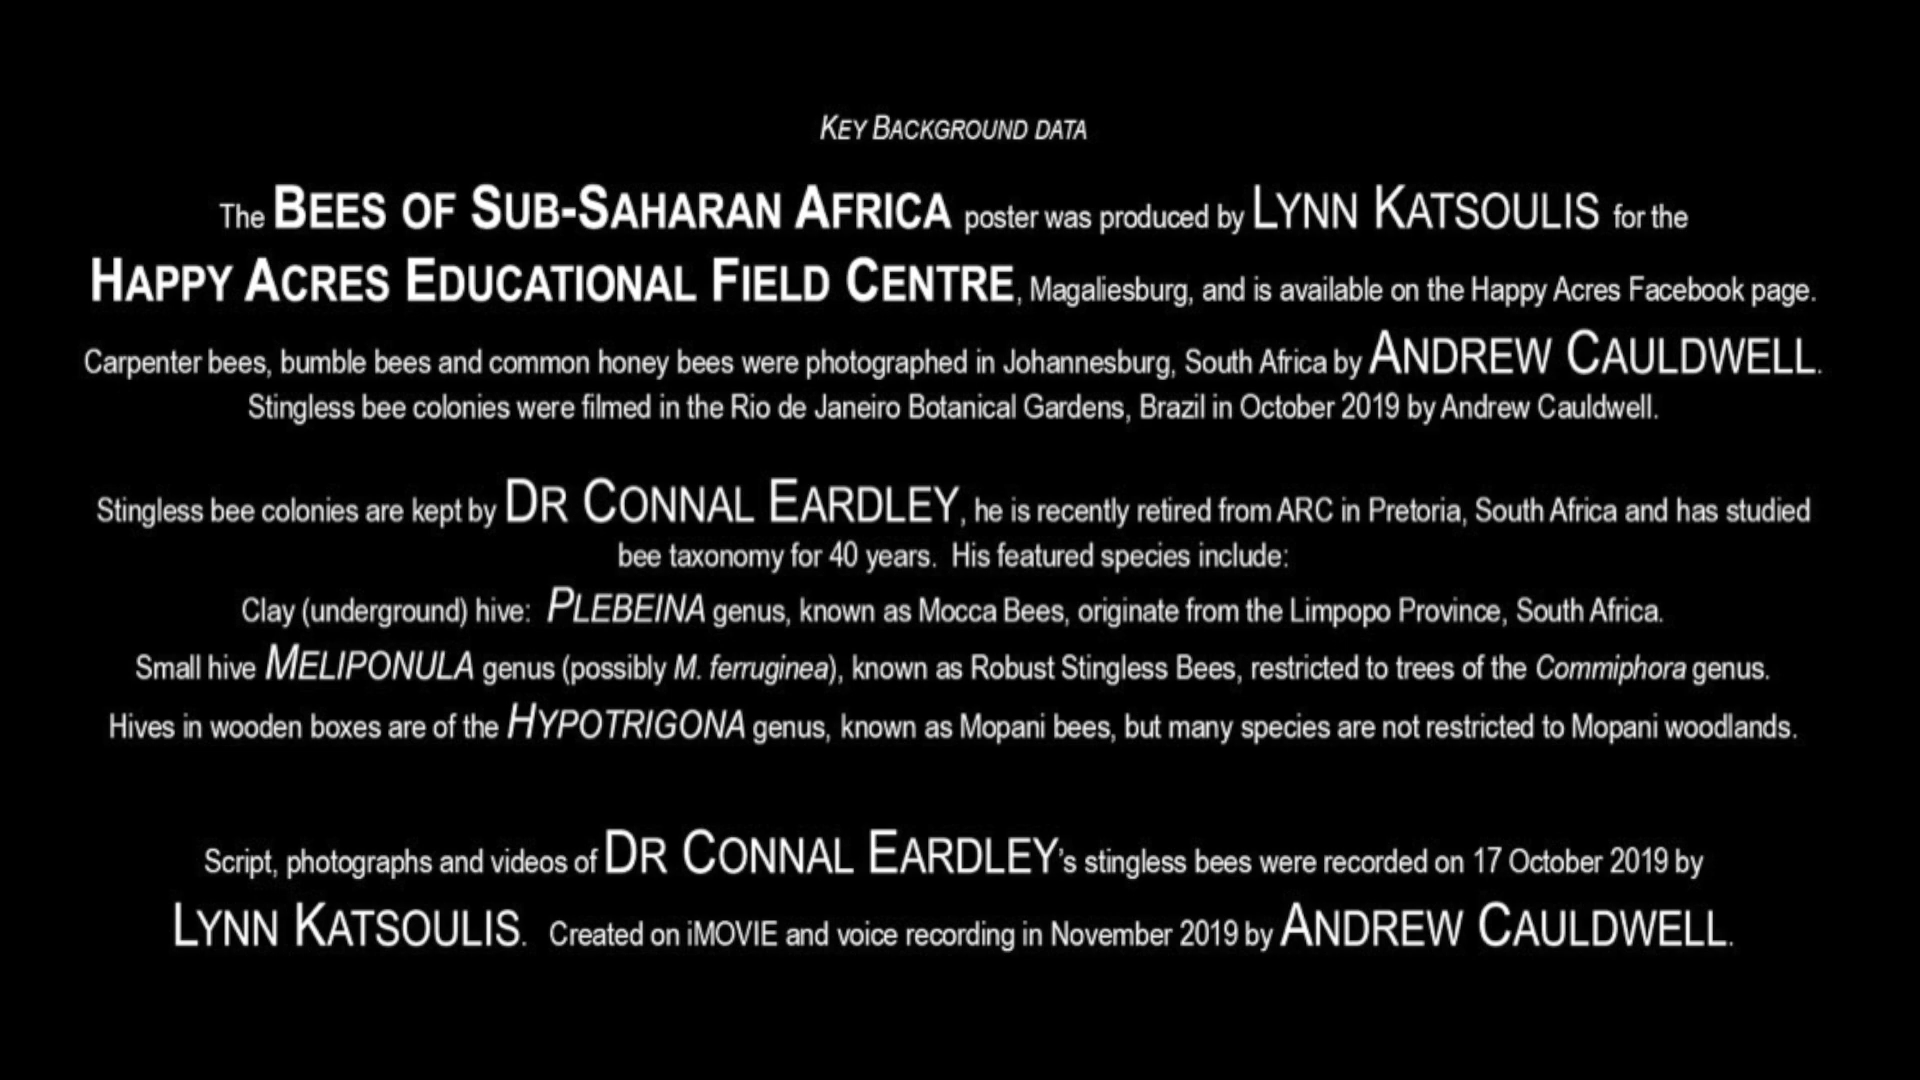 KEY BACKGROUND DATA
The BEES OF SUB-SAHARAN AFRICA poster was produced by LYNN KATSOULIS for the
HAPPY ACRES EDUCATIONAL FIELD CENTRE, Magaliesburg, and is available on the Happy Acres Facebook page.
Carpenter bees, bumble bees and common honey bees were photographed in Johannesburg, South Africa by ANDREW CAULDWELL.
Stingless bee colonies were filmed in the Rio de Janeiro Botanical Gardens, Brazil in October 2019 by Andrew Cauldwell.
Stingless bee colonies are kept by DR CONNAL EARDLEY, he is recently retired from ARC in Pretoria, South Africa and has studied
bee taxonomy for 40 years. His featured species include:
Clay (underground) hive: PLEBEINA genus, known as Mocca Bees, originate from the Limpopo Province, South Africa.
Small hive MELIPONULA genus (possibly M. ferruginea), known as Robust Stingless Bees, restricted to trees of the Commiphora genus.
Hives in wooden boxes are of the HYPOTRIGONA genus, known as Mopani bees, but many species are not restricted to Mopani woodlands.
Script, photographs and videos of DR CONNAL EARDLEY's stingless bees were recorded on 17 October 2019 by
LYNN KATSOULIS. Created on iMOVIE and voice recording in November 2019 by ANDREW CAULDWELL.